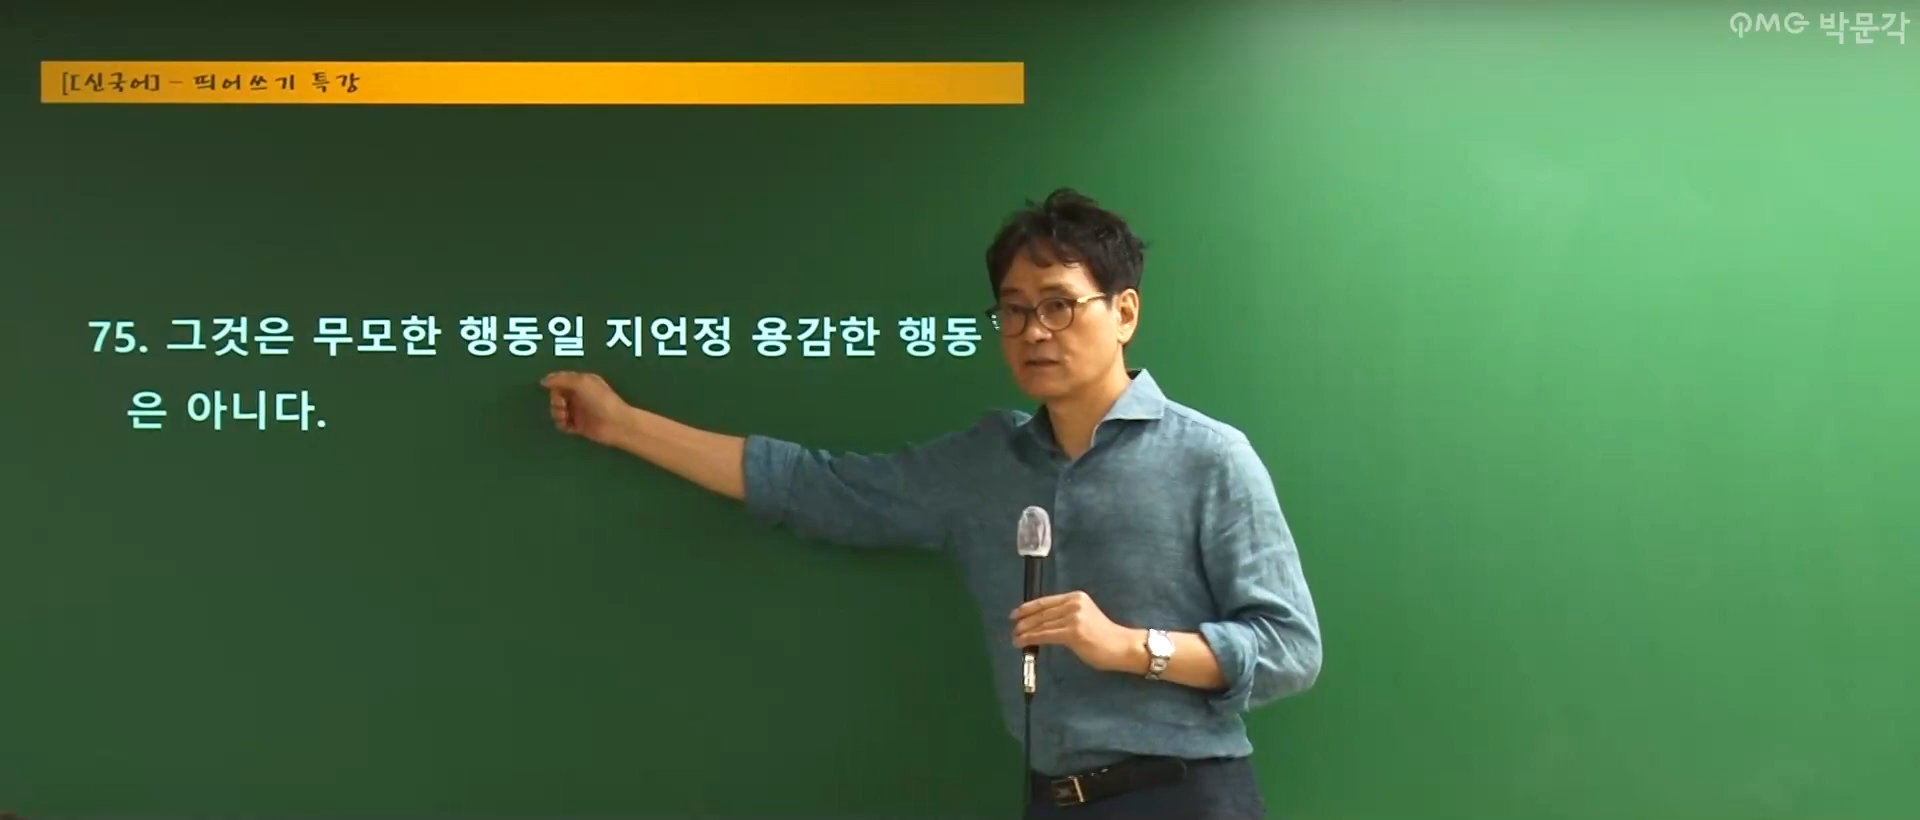 PMG 박문각
[[신국어] - 띄어쓰기 특강
75. 그것은 무모한 행동일 지언정 용감한 행동
은 아니다.